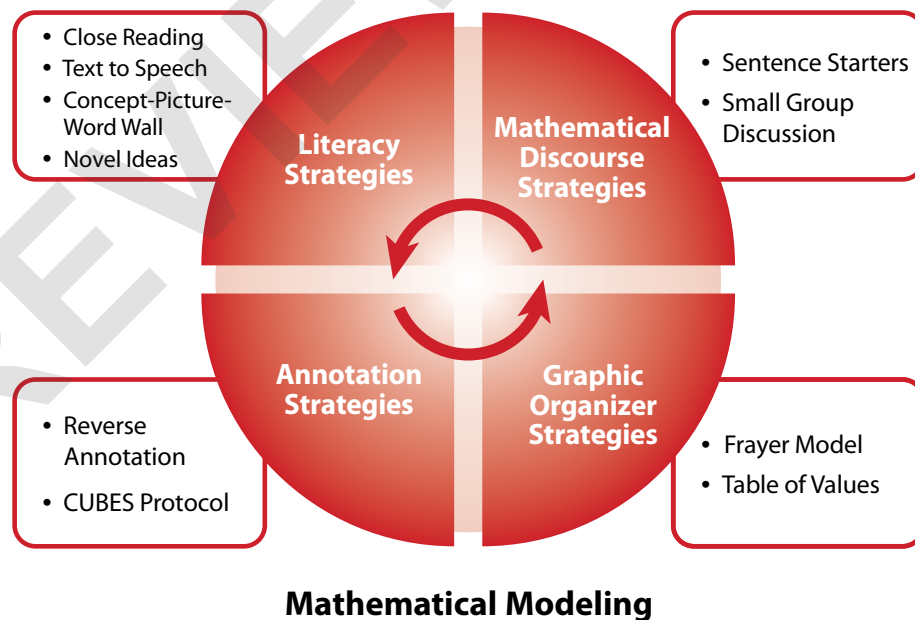 • Close Reading
• Text to Speech
• Concept-Picture-
Word Wall
• Novel Ideas
Literacy
Strategies
Mathematical
Discourse
Strategies
• Sentence Starters
• Small Group
Discussion
• Reverse
Annotation
• CUBES Protocol
Annotation
Strategies
Graphic
Organizer
Strategies
• Frayer Model
• Table of Values
Mathematical Modeling